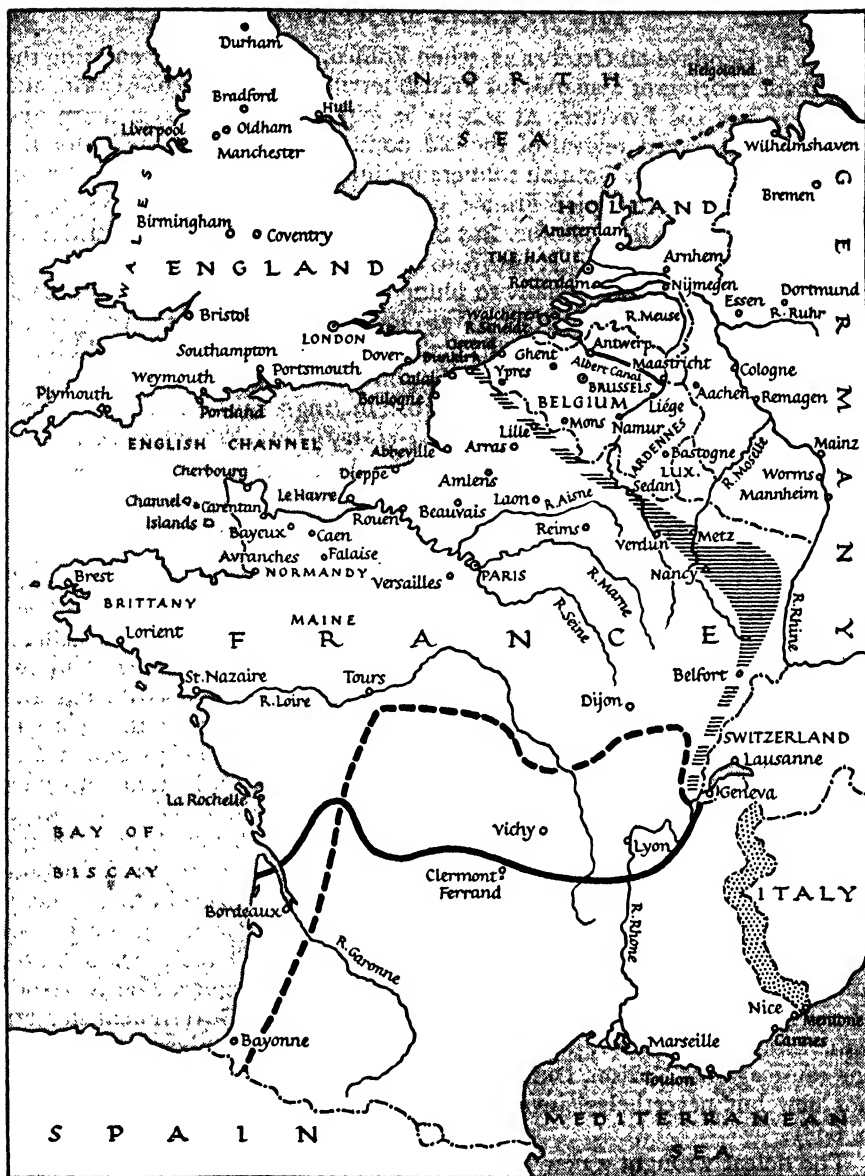 Durham
NORTH
SEA
Helgoland
Bradford
Hull
Liverpool
Oldham
Manchester
Wilhelmshaven
Bremen
WALES
HOLLAND
Amsterdam
Birmingham
Coventry
ENGLAND
GERMANY
THE HAGUE
Arnhem
Rotterdam
Nijmegen
Dortmund
Essen
R. Ruhr
Bristol
LONDON
Walcheren
R. Scheldt
R. Meuse
Antwerp
Southampton
Dover
Ostend
Dunkirk
Ghent
Albert Canal
Maastricht
Cologne
Weymouth
Portsmouth
Calais
Ypres
BRUSSELS
Plymouth
Portland
Boulogne
BELGIUM
Liége
Aachen
Remagen
Lille
Mons
Namur
ENGLISH CHANNEL
Abbeville
Arras
ARDENNES
Bastogne
LUX.
R. Moselle
Mainz
Cherbourg
Dieppe
Amiens
Sedan
Worms
Mannheim
Channel
Islands
Carentan
Le Havre
Rouen
Beauvais
Laon
R. Aisne
Bayeux
Caen
Reims
Verdun
Metz
Avranches
Falaise
NORMANDY
Versailles
PARIS
Nancy
Brest
BRITTANY
R. Marne
R. Seine
R. Rhine
Lorient
MAINE
FRANCE
St. Nazaire
Tours
R. Loire
Belfort
Dijon
SWITZERLAND
Lausanne
Geneva
La Rochelle
BAY OF
BISCAY
Vichy
Lyon
Clermont
Ferrand
ITALY
Bordeaux
R. Garonne
R. Rhône
Nice
Mentone
Cannes
Bayonne
Marseille
Toulon
MEDITERRANEAN
SEA
SPAIN